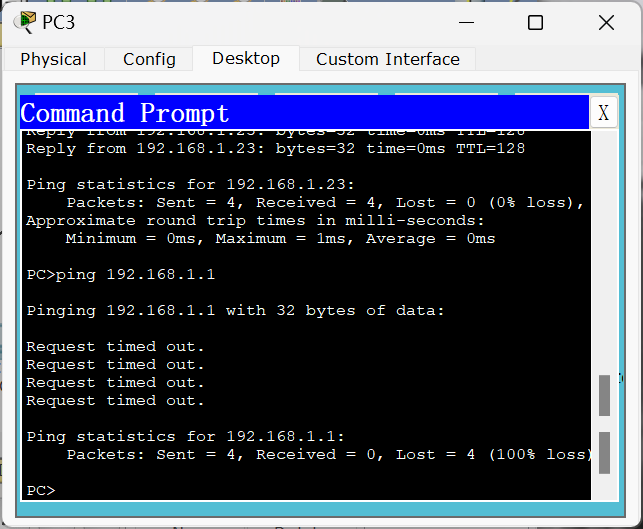 PC3
Physical Config Desktop Custom Interface
Command Prompt X
Reply from 192.168.1.23: bytes=32 time=0ms TTL=128
Reply from 192.168.1.23: bytes=32 time=0ms TTL=128
Ping statistics for 192.168.1.23:
Packets: Sent = 4, Received = 4, Lost = 0 (0% loss),
Approximate round trip times in milli-seconds:
Minimum = 0ms, Maximum = 1ms, Average = 0ms
PC>ping 192.168.1.1
Pinging 192.168.1.1 with 32 bytes of data:
Request timed out.
Request timed out.
Request timed out.
Request timed out.
Ping statistics for 192.168.1.1:
Packets: Sent = 4, Received = 0, Lost = 4 (100% loss)
PC>